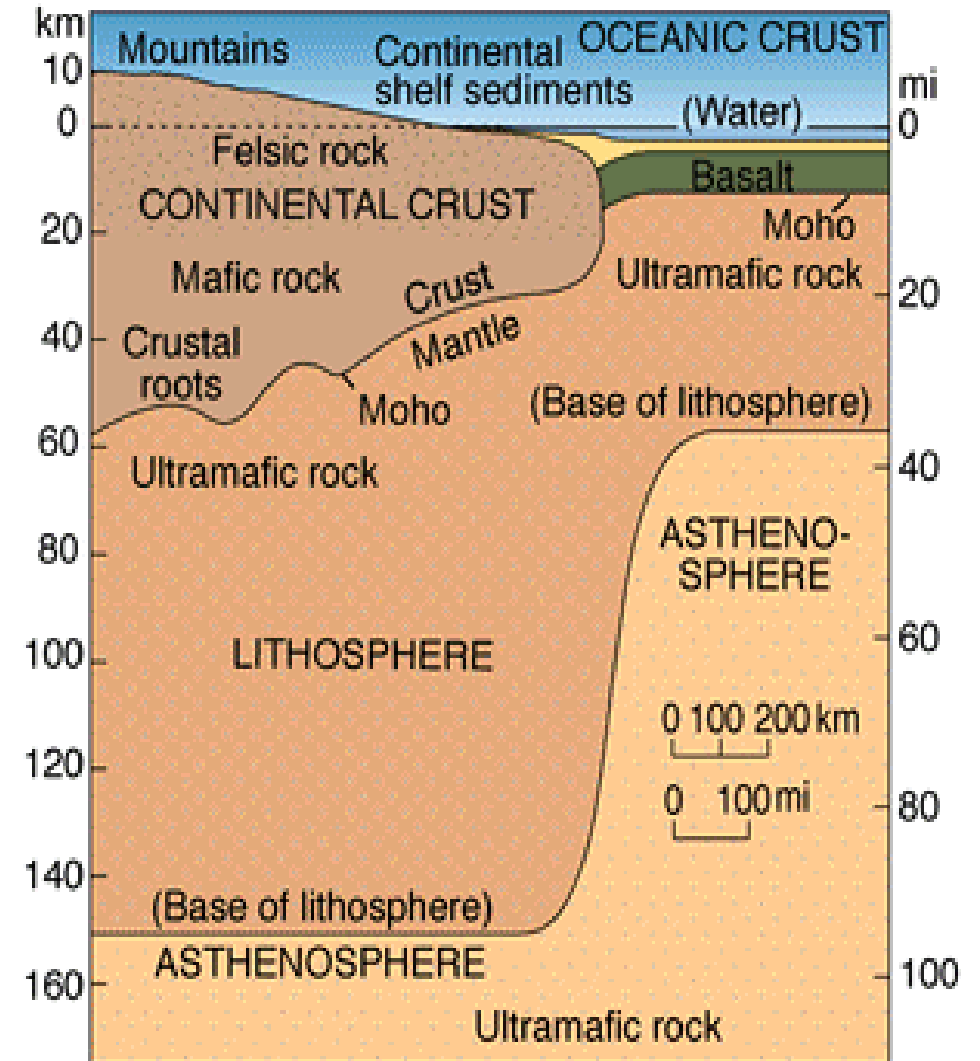 km
10
0
20
40
60
80
100
120
140
160
Mountains
Continental
shelf sediments
OCEANIC CRUST
(Water)
Felsic rock
CONTINENTAL CRUST
Basalt
Moho
Mafic rock
Crust
Mantle
Ultramafic rock
Crustal
roots
Moho
(Base of lithosphere)
Ultramafic rock
ASTHENO-
SPHERE
LITHOSPHERE
0 100 200 km
0 100 mi
(Base of lithosphere)
ASTHENOSPHERE
Ultramafic rock
mi
0
20
40
60
80
100